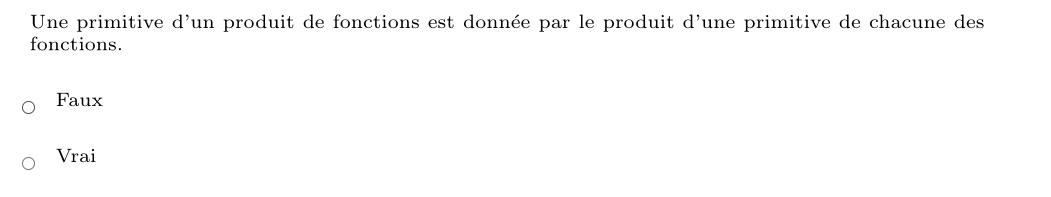 Une primitive d'un produit de fonctions est donnée par le produit d'une primitive de chacune des
fonctions.
Faux
Vrai